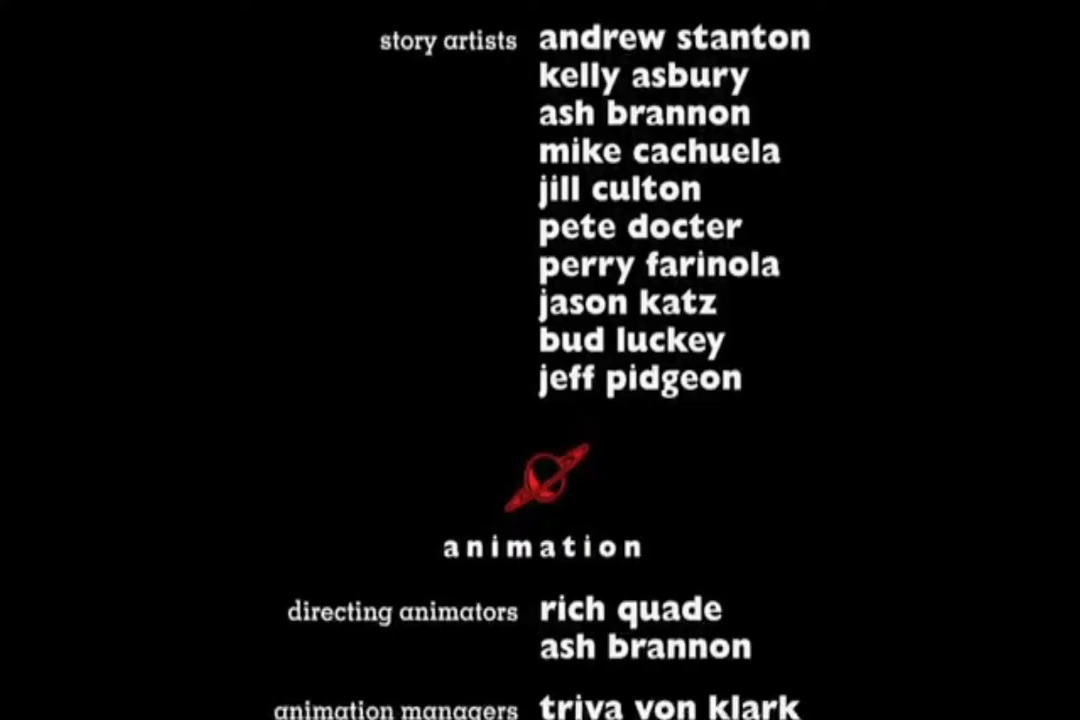 story artists andrew stanton
kelly asbury
ash brannon
mike cachuela
jill culton
pete docter
perry farinola
jason katz
bud luckey
jeff pidgeon
animation
directing animators rich quade
ash brannon
animation managers triva von klark